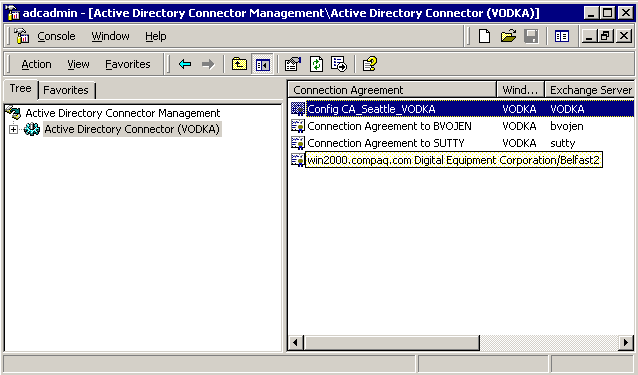 adcadmin - [Active Directory Connector Management\Active Directory Connector (VODKA)]
Console Window Help
Action View Favorites
Tree Favorites
Active Directory Connector Management
Active Directory Connector (VODKA)
Connection Agreement Wind... Exchange Server
Config CA_Seattle_VODKA VODKA VODKA
Connection Agreement to BVOJEN VODKA bvojen
Connection Agreement to SUTTY VODKA sutty
win2000.compaq.com Digital Equipment Corporation/Belfast2